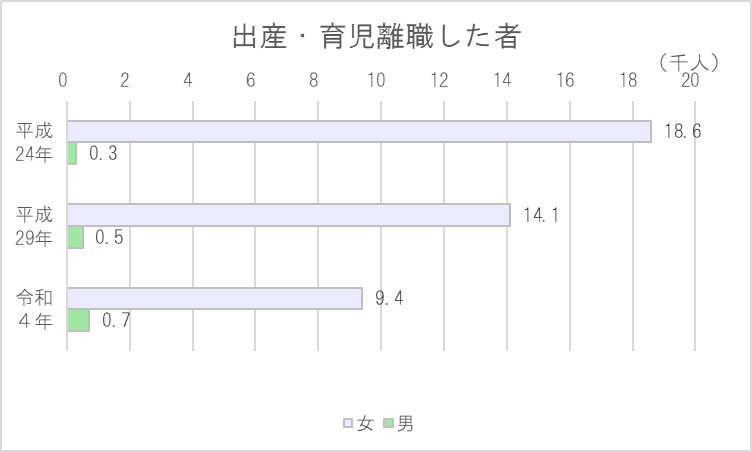 出産・育児離職した者
（千人）
0 2 4 6 8 10 12 14 16 18 20
平成
24年
18.6
0.3
平成
29年
14.1
0.5
令和
４年
9.4
0.7
女 男